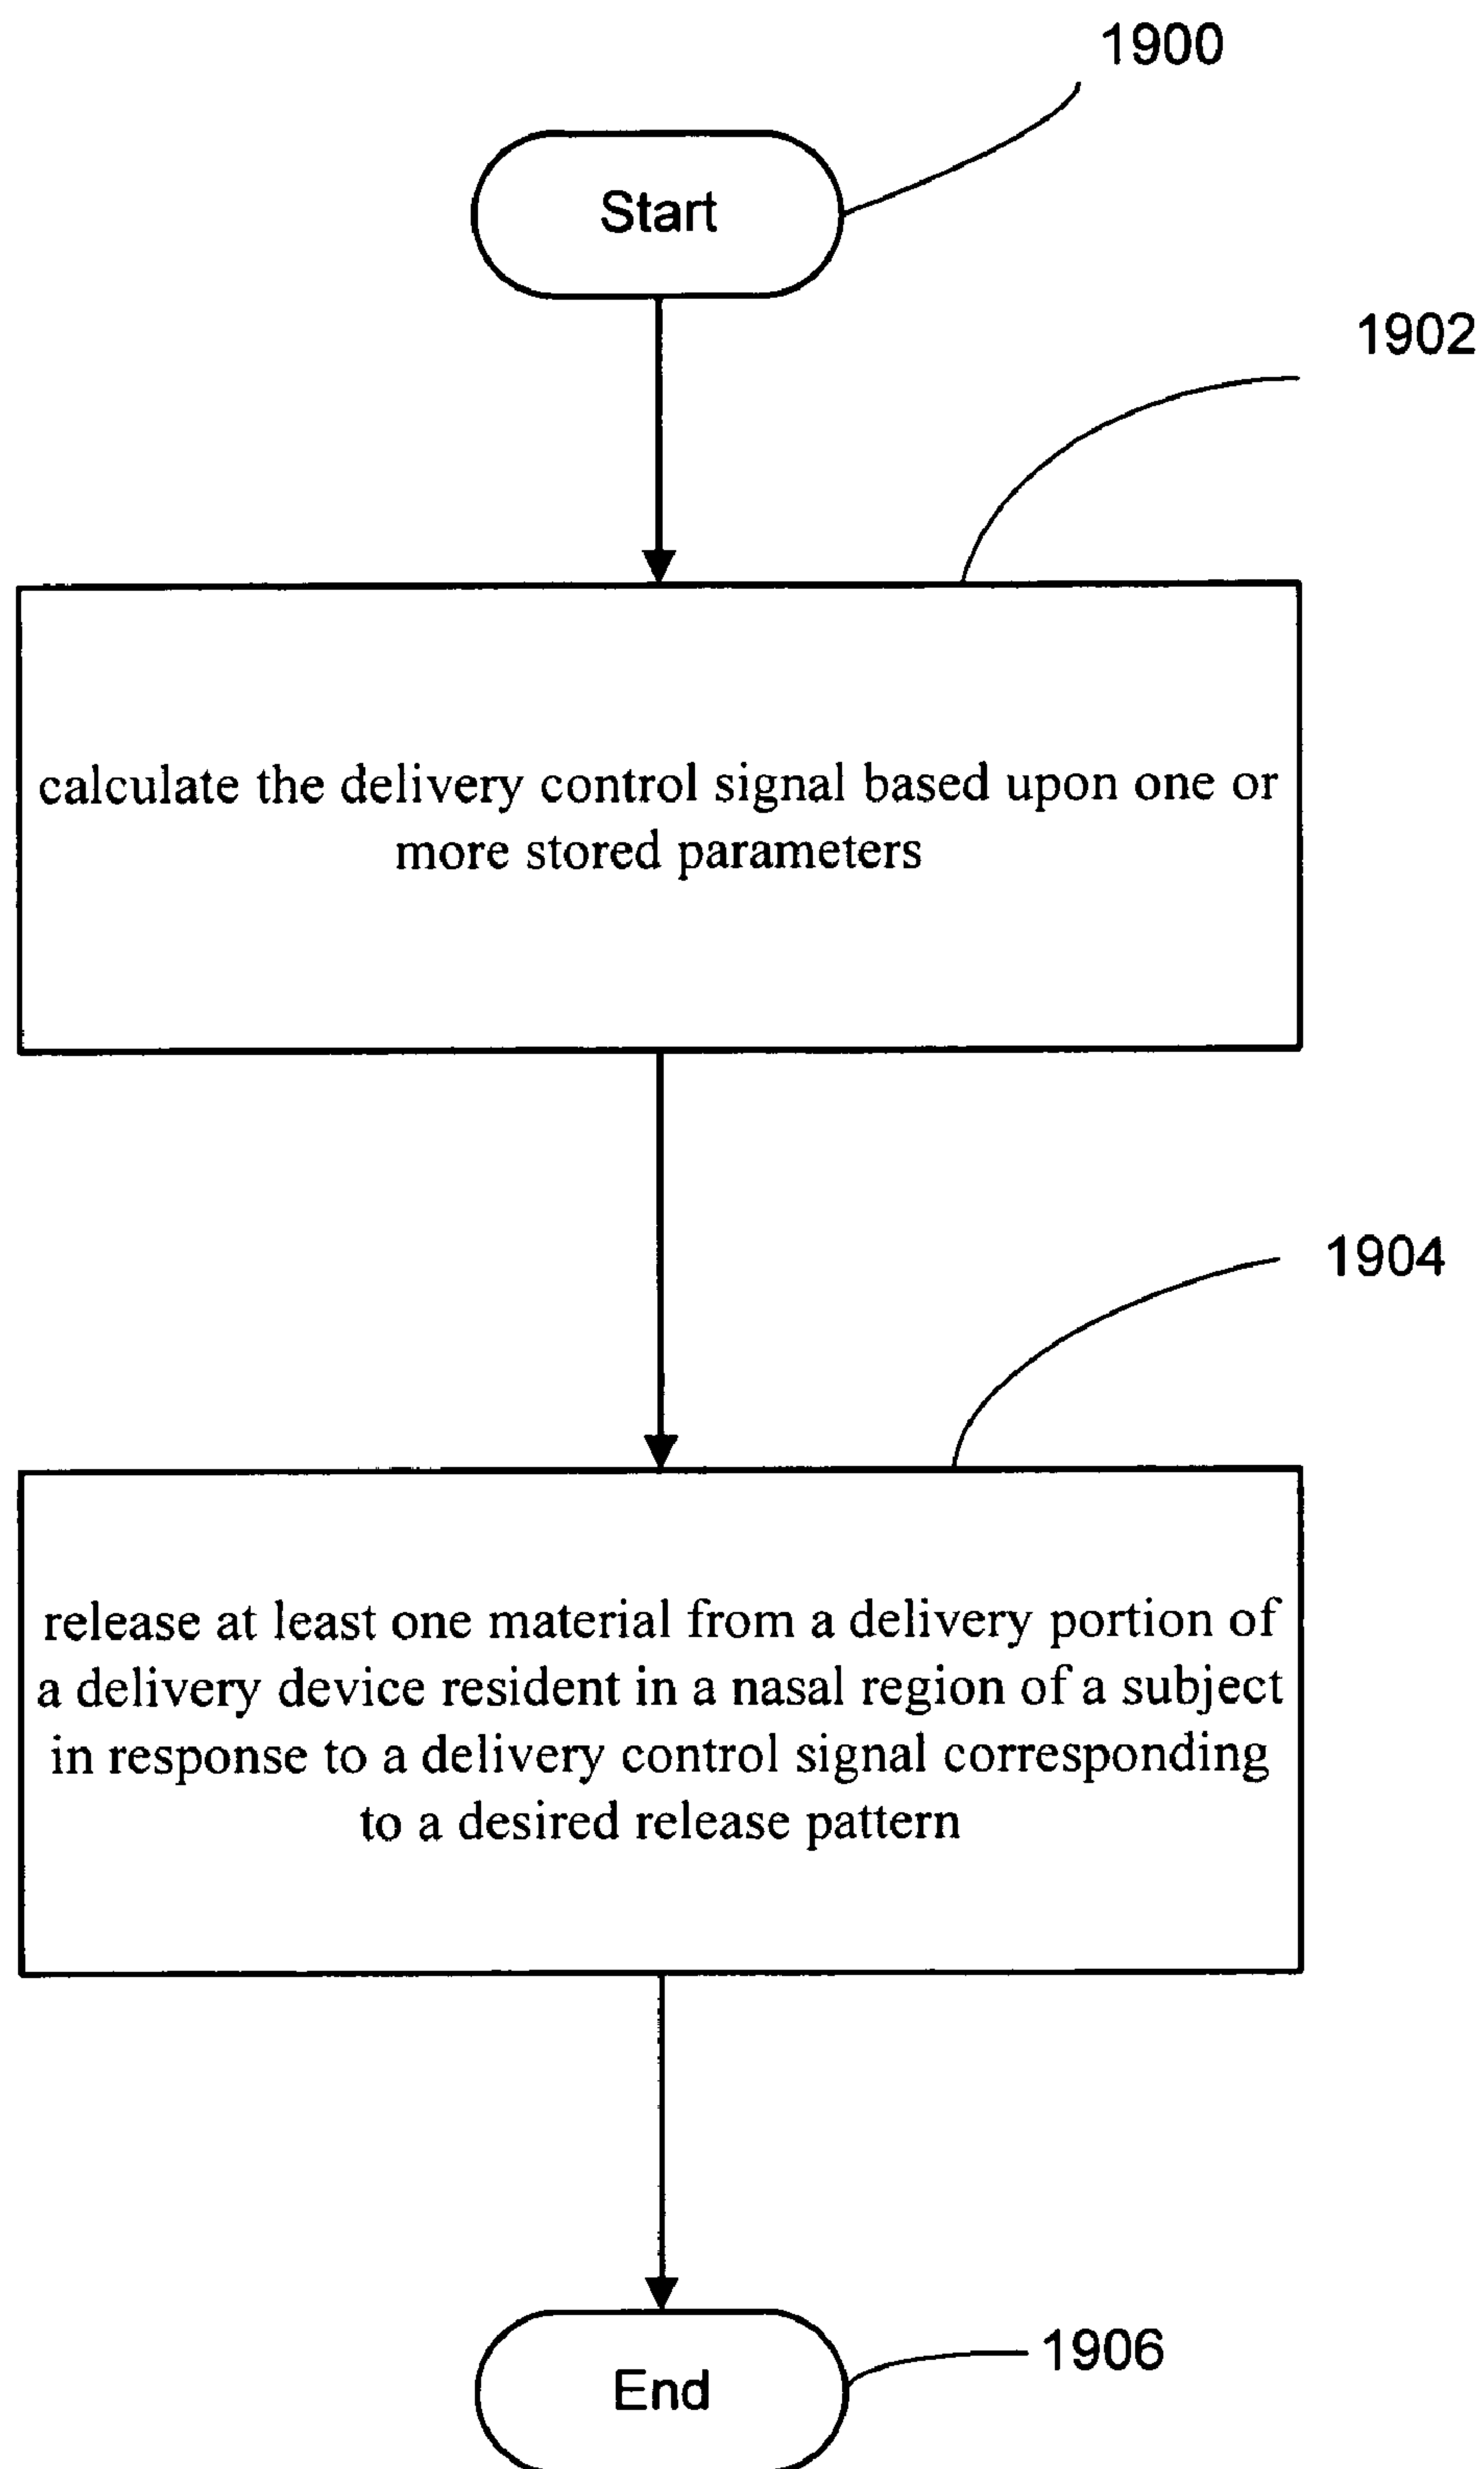 1900
Start
1902
calculate the delivery control signal based upon one or
more stored parameters
1904
release at least one material from a delivery portion of
a delivery device resident in a nasal region of a subject
in response to a delivery control signal corresponding
to a desired release pattern
1906
End